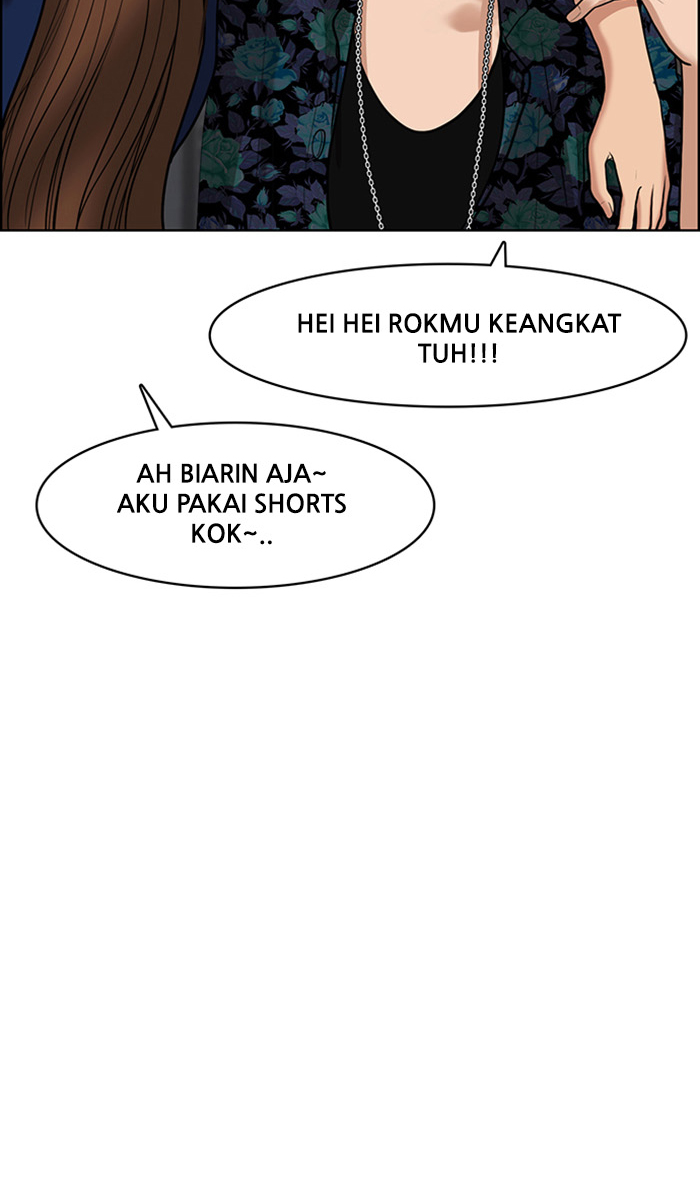 HEI HEI ROKMU KEANGKAT
TUH!!!
AH BIARIN AJA~
AKU PAKAI SHORTS
KOK~..